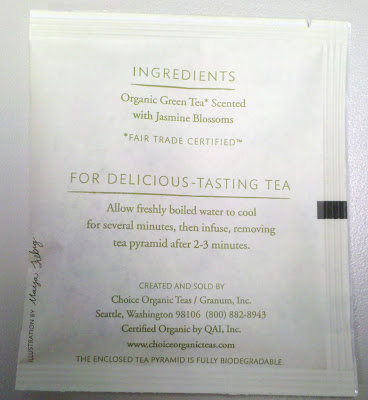 INGREDIENTS
Organic Green Tea* Scented
with Jasmine Blossoms
*FAIR TRADE CERTIFIED™
FOR DELICIOUS-TASTING TEA
Allow freshly boiled water to cool
for several minutes, then infuse, removing
tea pyramid after 2-3 minutes.
CREATED AND SOLD BY
Choice Organic Teas / Granum, Inc.
Seattle, Washington 98106 (800) 882-8943
Certified Organic by QAI, Inc.
www.choiceorganicteas.com
THE ENCLOSED TEA PYRAMID IS FULLY BIODEGRADABLE.
ILLUSTRATION BY